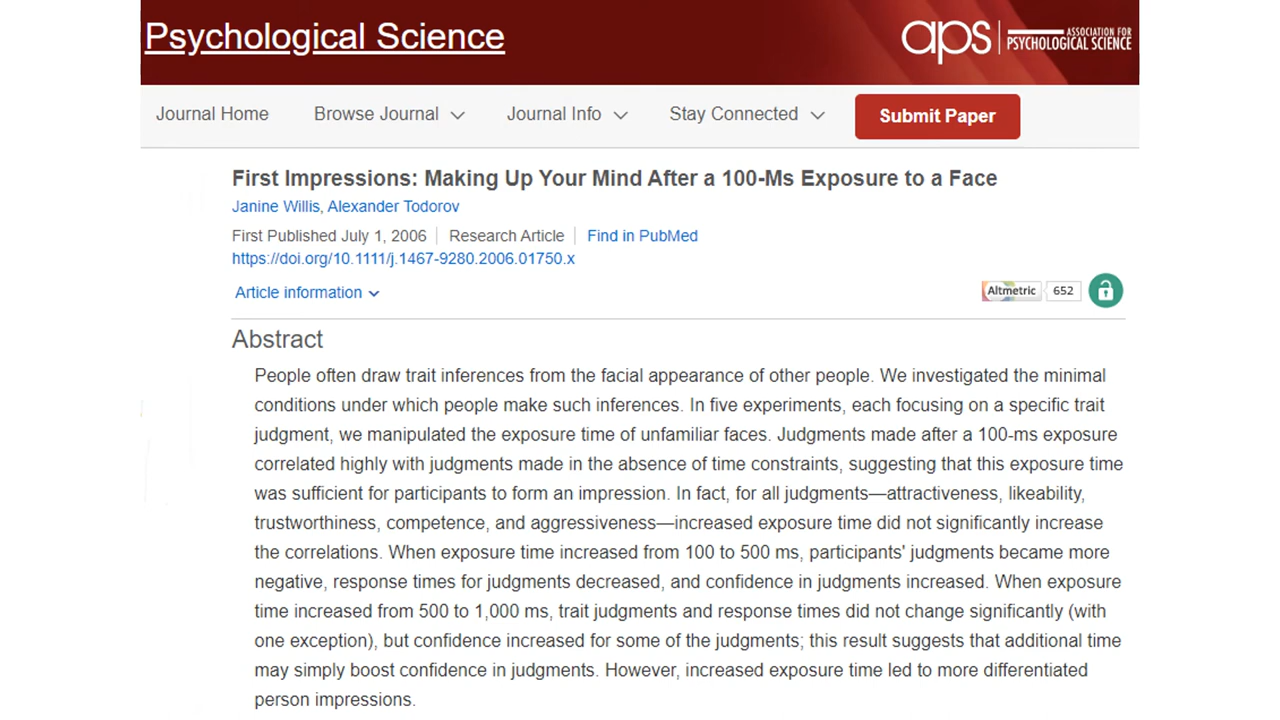 Psychological Science
aps ASSOCIATION FOR
PSYCHOLOGICAL SCIENCE
Journal Home Browse Journal Journal Info Stay Connected Submit Paper
First Impressions: Making Up Your Mind After a 100-Ms Exposure to a Face
Janine Willis, Alexander Todorov
First Published July 1, 2006 Research Article Find in PubMed
https://doi.org/10.1111/j.1467-9280.2006.01750.x
Article information
Altmetric 652
Abstract
People often draw trait inferences from the facial appearance of other people. We investigated the minimal
conditions under which people make such inferences. In five experiments, each focusing on a specific trait
judgment, we manipulated the exposure time of unfamiliar faces. Judgments made after a 100-ms exposure
correlated highly with judgments made in the absence of time constraints, suggesting that this exposure time
was sufficient for participants to form an impression. In fact, for all judgments—attractiveness, likeability,
trustworthiness, competence, and aggressiveness—increased exposure time did not significantly increase
the correlations. When exposure time increased from 100 to 500 ms, participants' judgments became more
negative, response times for judgments decreased, and confidence in judgments increased. When exposure
time increased from 500 to 1,000 ms, trait judgments and response times did not change significantly (with
one exception), but confidence increased for some of the judgments; this result suggests that additional time
may simply boost confidence in judgments. However, increased exposure time led to more differentiated
person impressions.